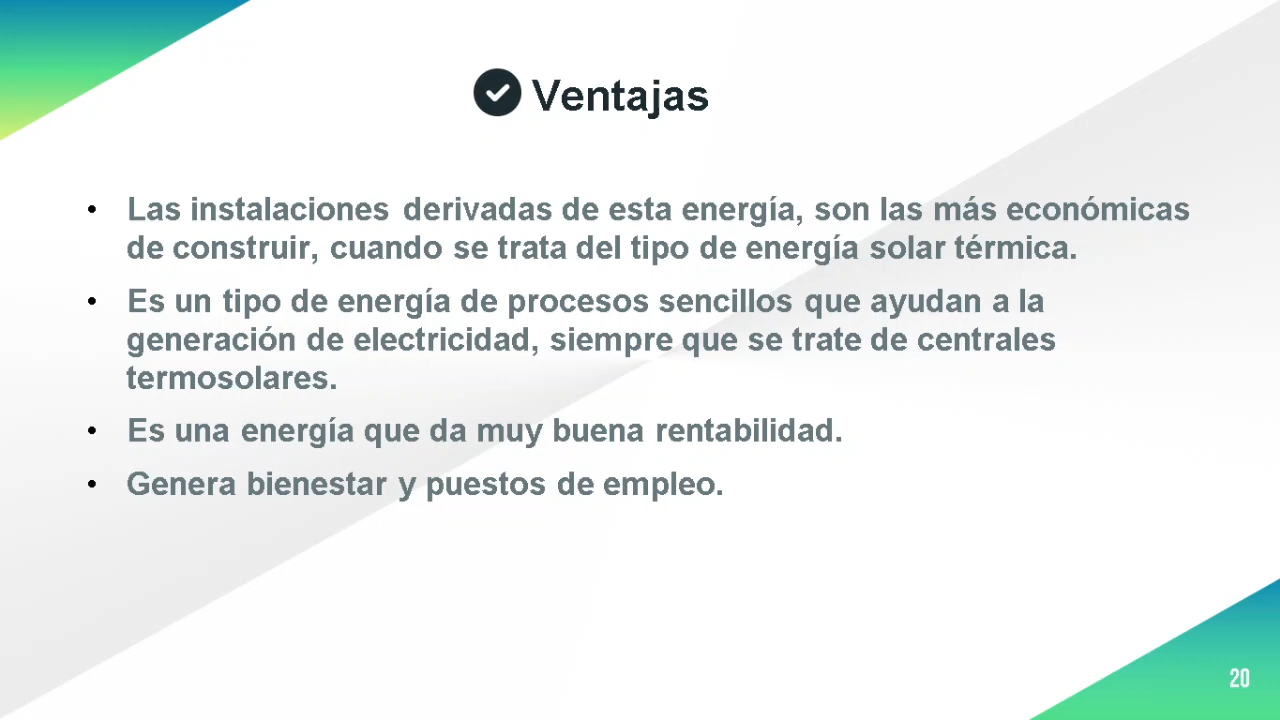 Ventajas
• Las instalaciones derivadas de esta energía, son las más económicas
de construir, cuando se trata del tipo de energía solar térmica.
• Es un tipo de energía de procesos sencillos que ayudan a la
generación de electricidad, siempre que se trate de centrales
termosolares.
• Es una energía que da muy buena rentabilidad.
• Genera bienestar y puestos de empleo.
20